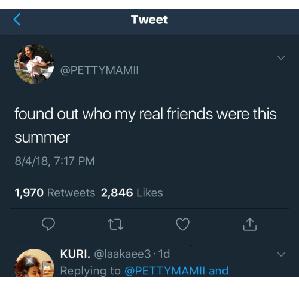 Tweet
@PETTYMAMII
found out who my real friends were this
summer
8/4/18, 7:17 PM
1,970 Retweets 2,846 Likes
KURI. @laakaee3 · 1d
Replying to @PETTYMAMII and